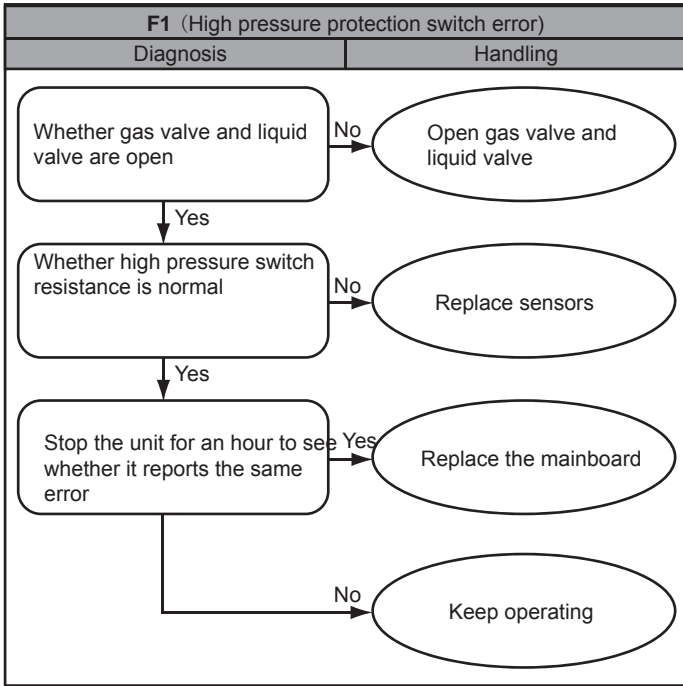 F1（High pressure protection switch error)
Diagnosis
Handling
Whether gas valve and liquid
valve are open
No
Open gas valve and
liquid valve
Yes
Whether high pressure switch
resistance is normal
No
Replace sensors
Yes
Stop the unit for an hour to see
whether it reports the same
error
Yes
Replace the mainboard
No
Keep operating